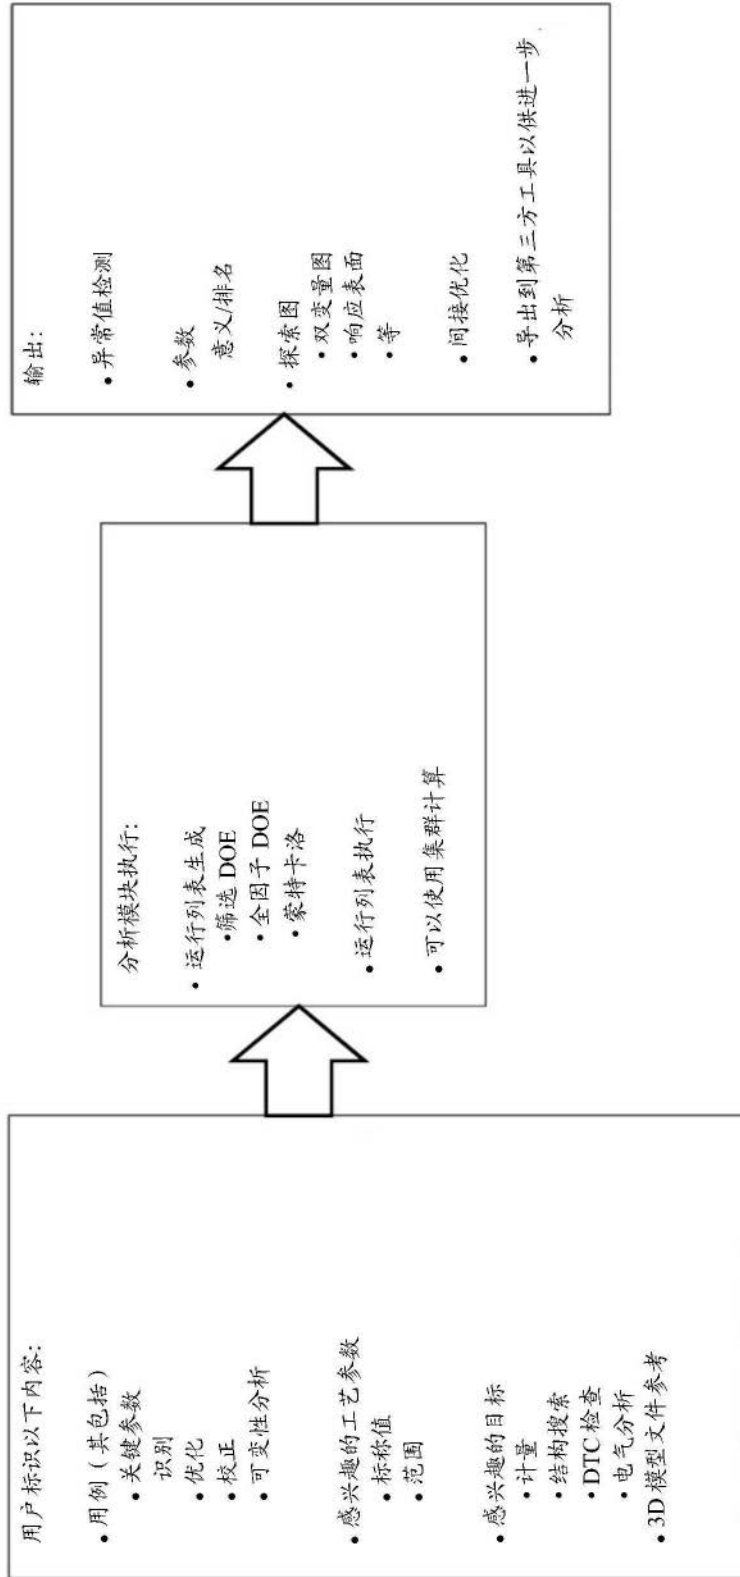 用户标识以下内容:
• 用例（其包括）
• 关键参数
识别
• 优化
• 校正
• 可变性分析
• 感兴趣的工艺参数
• 标称值
• 范围
• 感兴趣的目标
• 计量
• 结构搜索
• DTC 检查
• 电气分析
• 3D 模型文件参考
分析模块执行:
• 运行列表生成
• 筛选 DOE
• 全因子 DOE
• 蒙特卡洛
• 运行列表执行
• 可以使用集群计算
输出:
• 异常值检测
• 参数
意义/排名
• 探索图
• 双变量图
• 响应表面
• 等
• 间接优化
• 导出到第三方工具以供进一步
分析